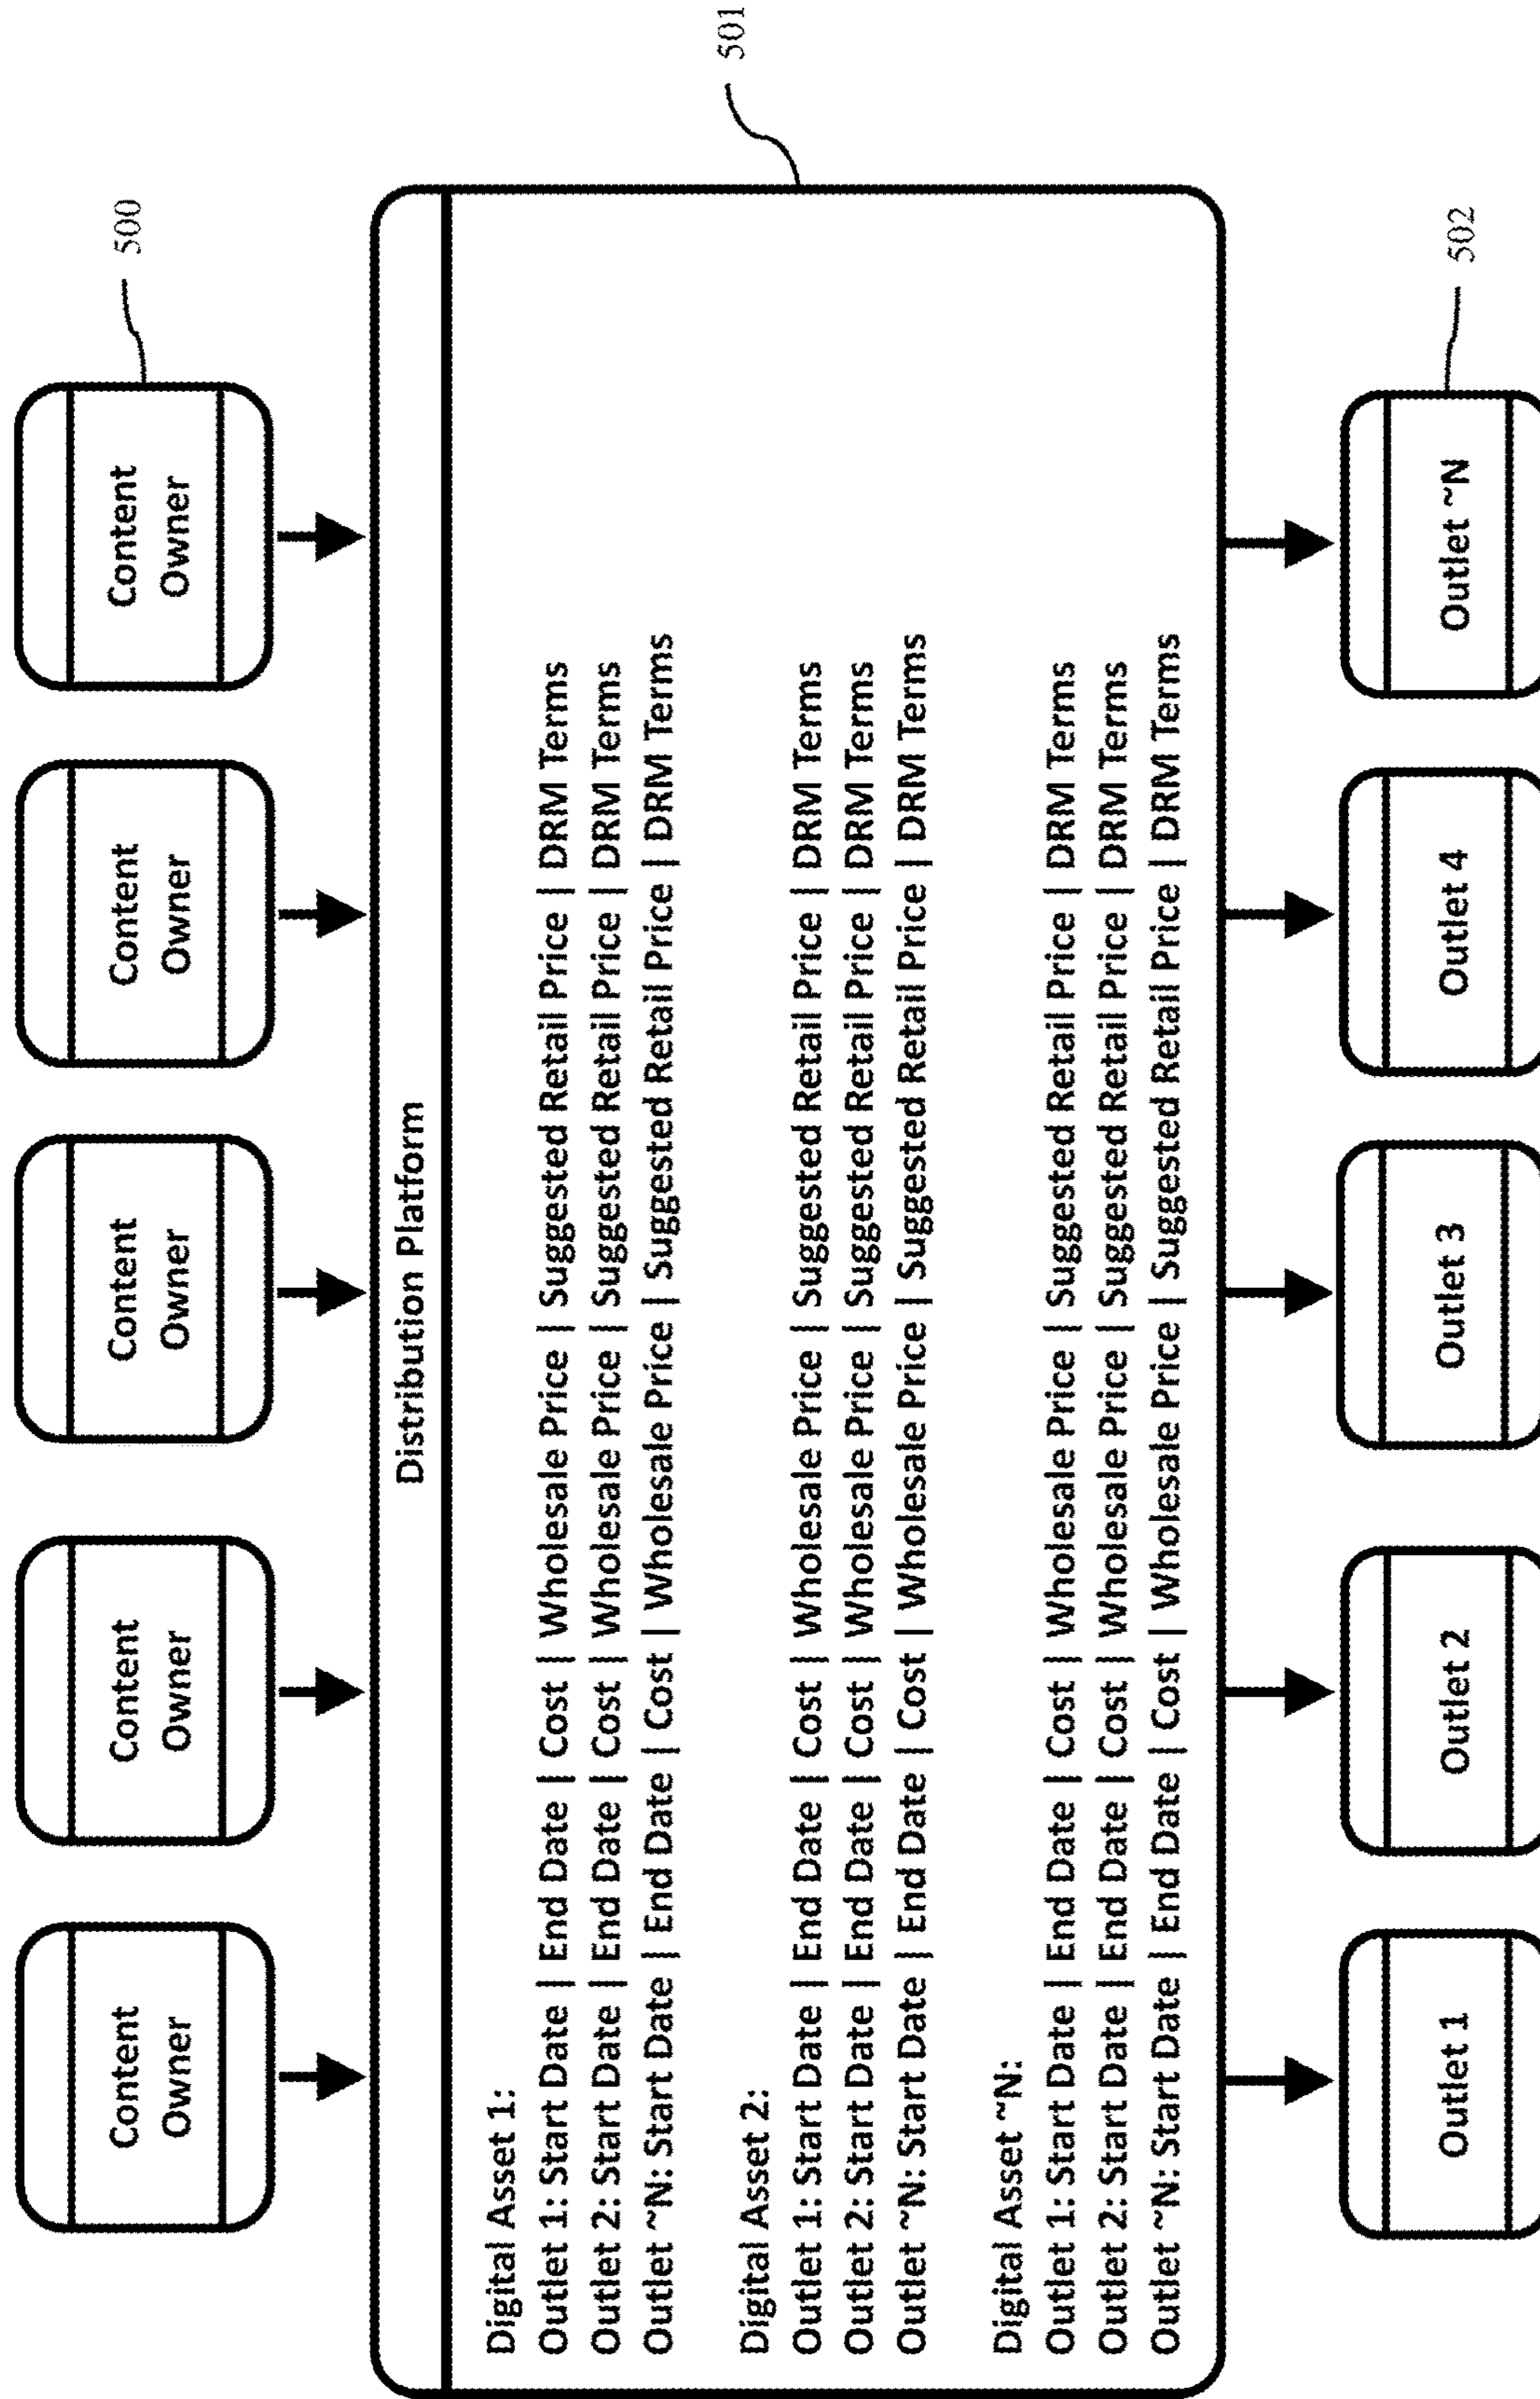 Content
Owner
Content
Owner
Content
Owner
Content
Owner
Content
Owner
500
Distribution Platform
501
Digital Asset 1:
Outlet 1: Start Date | End Date | Cost | Wholesale Price | Suggested Retail Price | DRM Terms
Outlet 2: Start Date | End Date | Cost | Wholesale Price | Suggested Retail Price | DRM Terms
Outlet ~N: Start Date | End Date | Cost | Wholesale Price | Suggested Retail Price | DRM Terms
Digital Asset 2:
Outlet 1: Start Date | End Date | Cost | Wholesale Price | Suggested Retail Price | DRM Terms
Outlet 2: Start Date | End Date | Cost | Wholesale Price | Suggested Retail Price | DRM Terms
Outlet ~N: Start Date | End Date | Cost | Wholesale Price | Suggested Retail Price | DRM Terms
Digital Asset ~N:
Outlet 1: Start Date | End Date | Cost | Wholesale Price | Suggested Retail Price | DRM Terms
Outlet 2: Start Date | End Date | Cost | Wholesale Price | Suggested Retail Price | DRM Terms
Outlet ~N: Start Date | End Date | Cost | Wholesale Price | Suggested Retail Price | DRM Terms
Outlet 1
Outlet 2
Outlet 3
Outlet 4
Outlet ~N
502